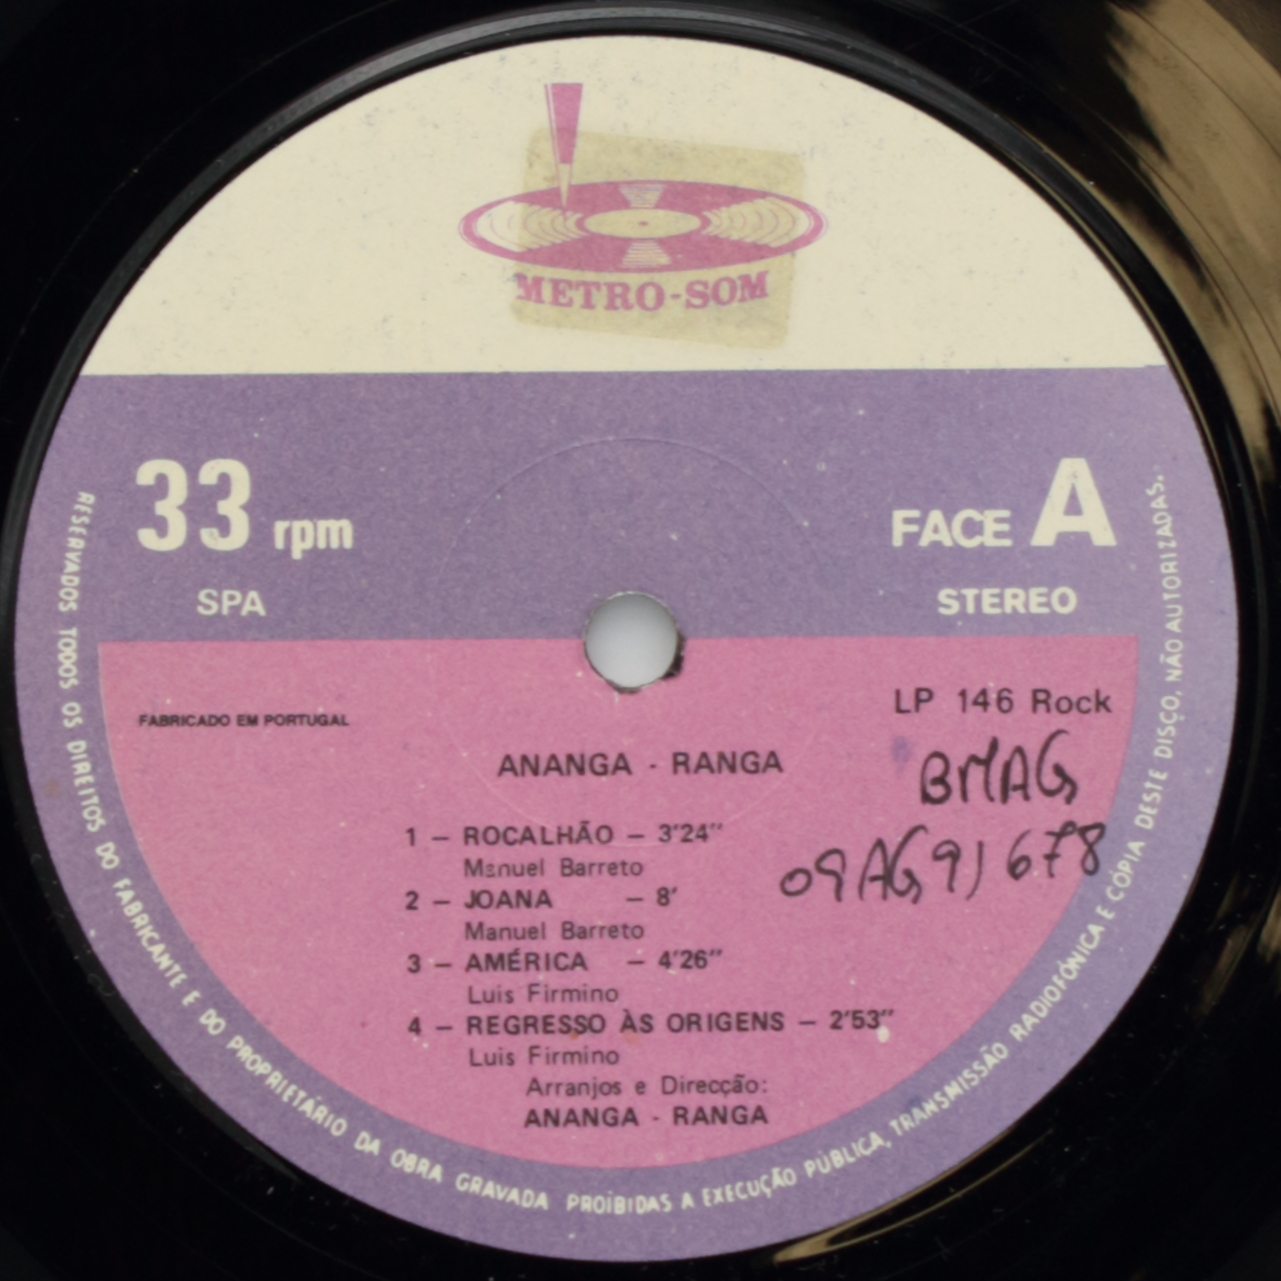 METRO-SOM
33 rpm
SPA
FACE A
STEREO
FABRICADO EM PORTUGAL
LP 146 Rock
BMAG
09AG91678
ANANGA - RANGA
1 – ROCALHÃO – 3'24''
Manuel Barreto
2 – JOANA – 8'
Manuel Barreto
3 – AMÉRICA – 4'26''
Luis Firmino
4 – REGRESSO ÀS ORIGENS – 2'53''
Luis Firmino
Arranjos e Direcção:
ANANGA - RANGA
RESERVADOS TODOS OS DIREITOS DO FABRICANTE E DO PROPRIETÁRIO DA OBRA GRAVADA PROÍBIDAS A EXECUÇÃO PÚBLICA, TRANSMISSÃO RADIOFÓNICA E CÓPIA DESTE DISCO, NÃO AUTORIZADAS.